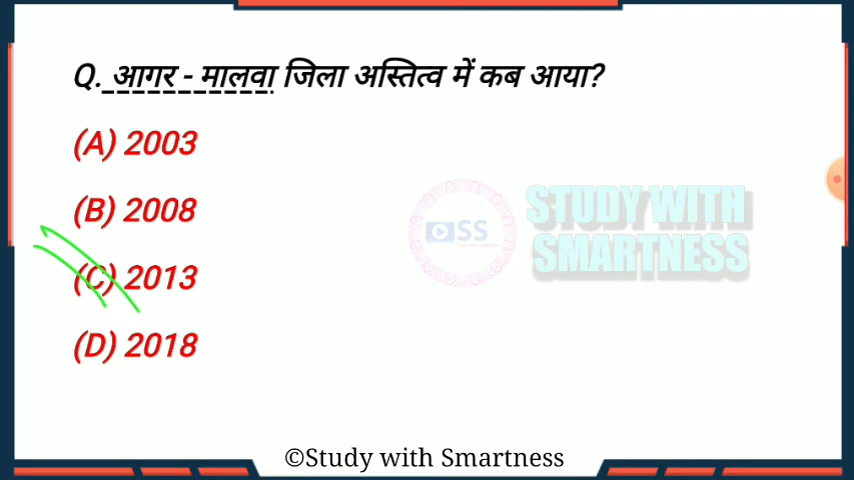 Q. आगर - मालवा जिला अस्तित्व में कब आया?
(A) 2003
(B) 2008
(C) 2013
(D) 2018
SS
STUDY WITH
SMARTNESS
©Study with Smartness